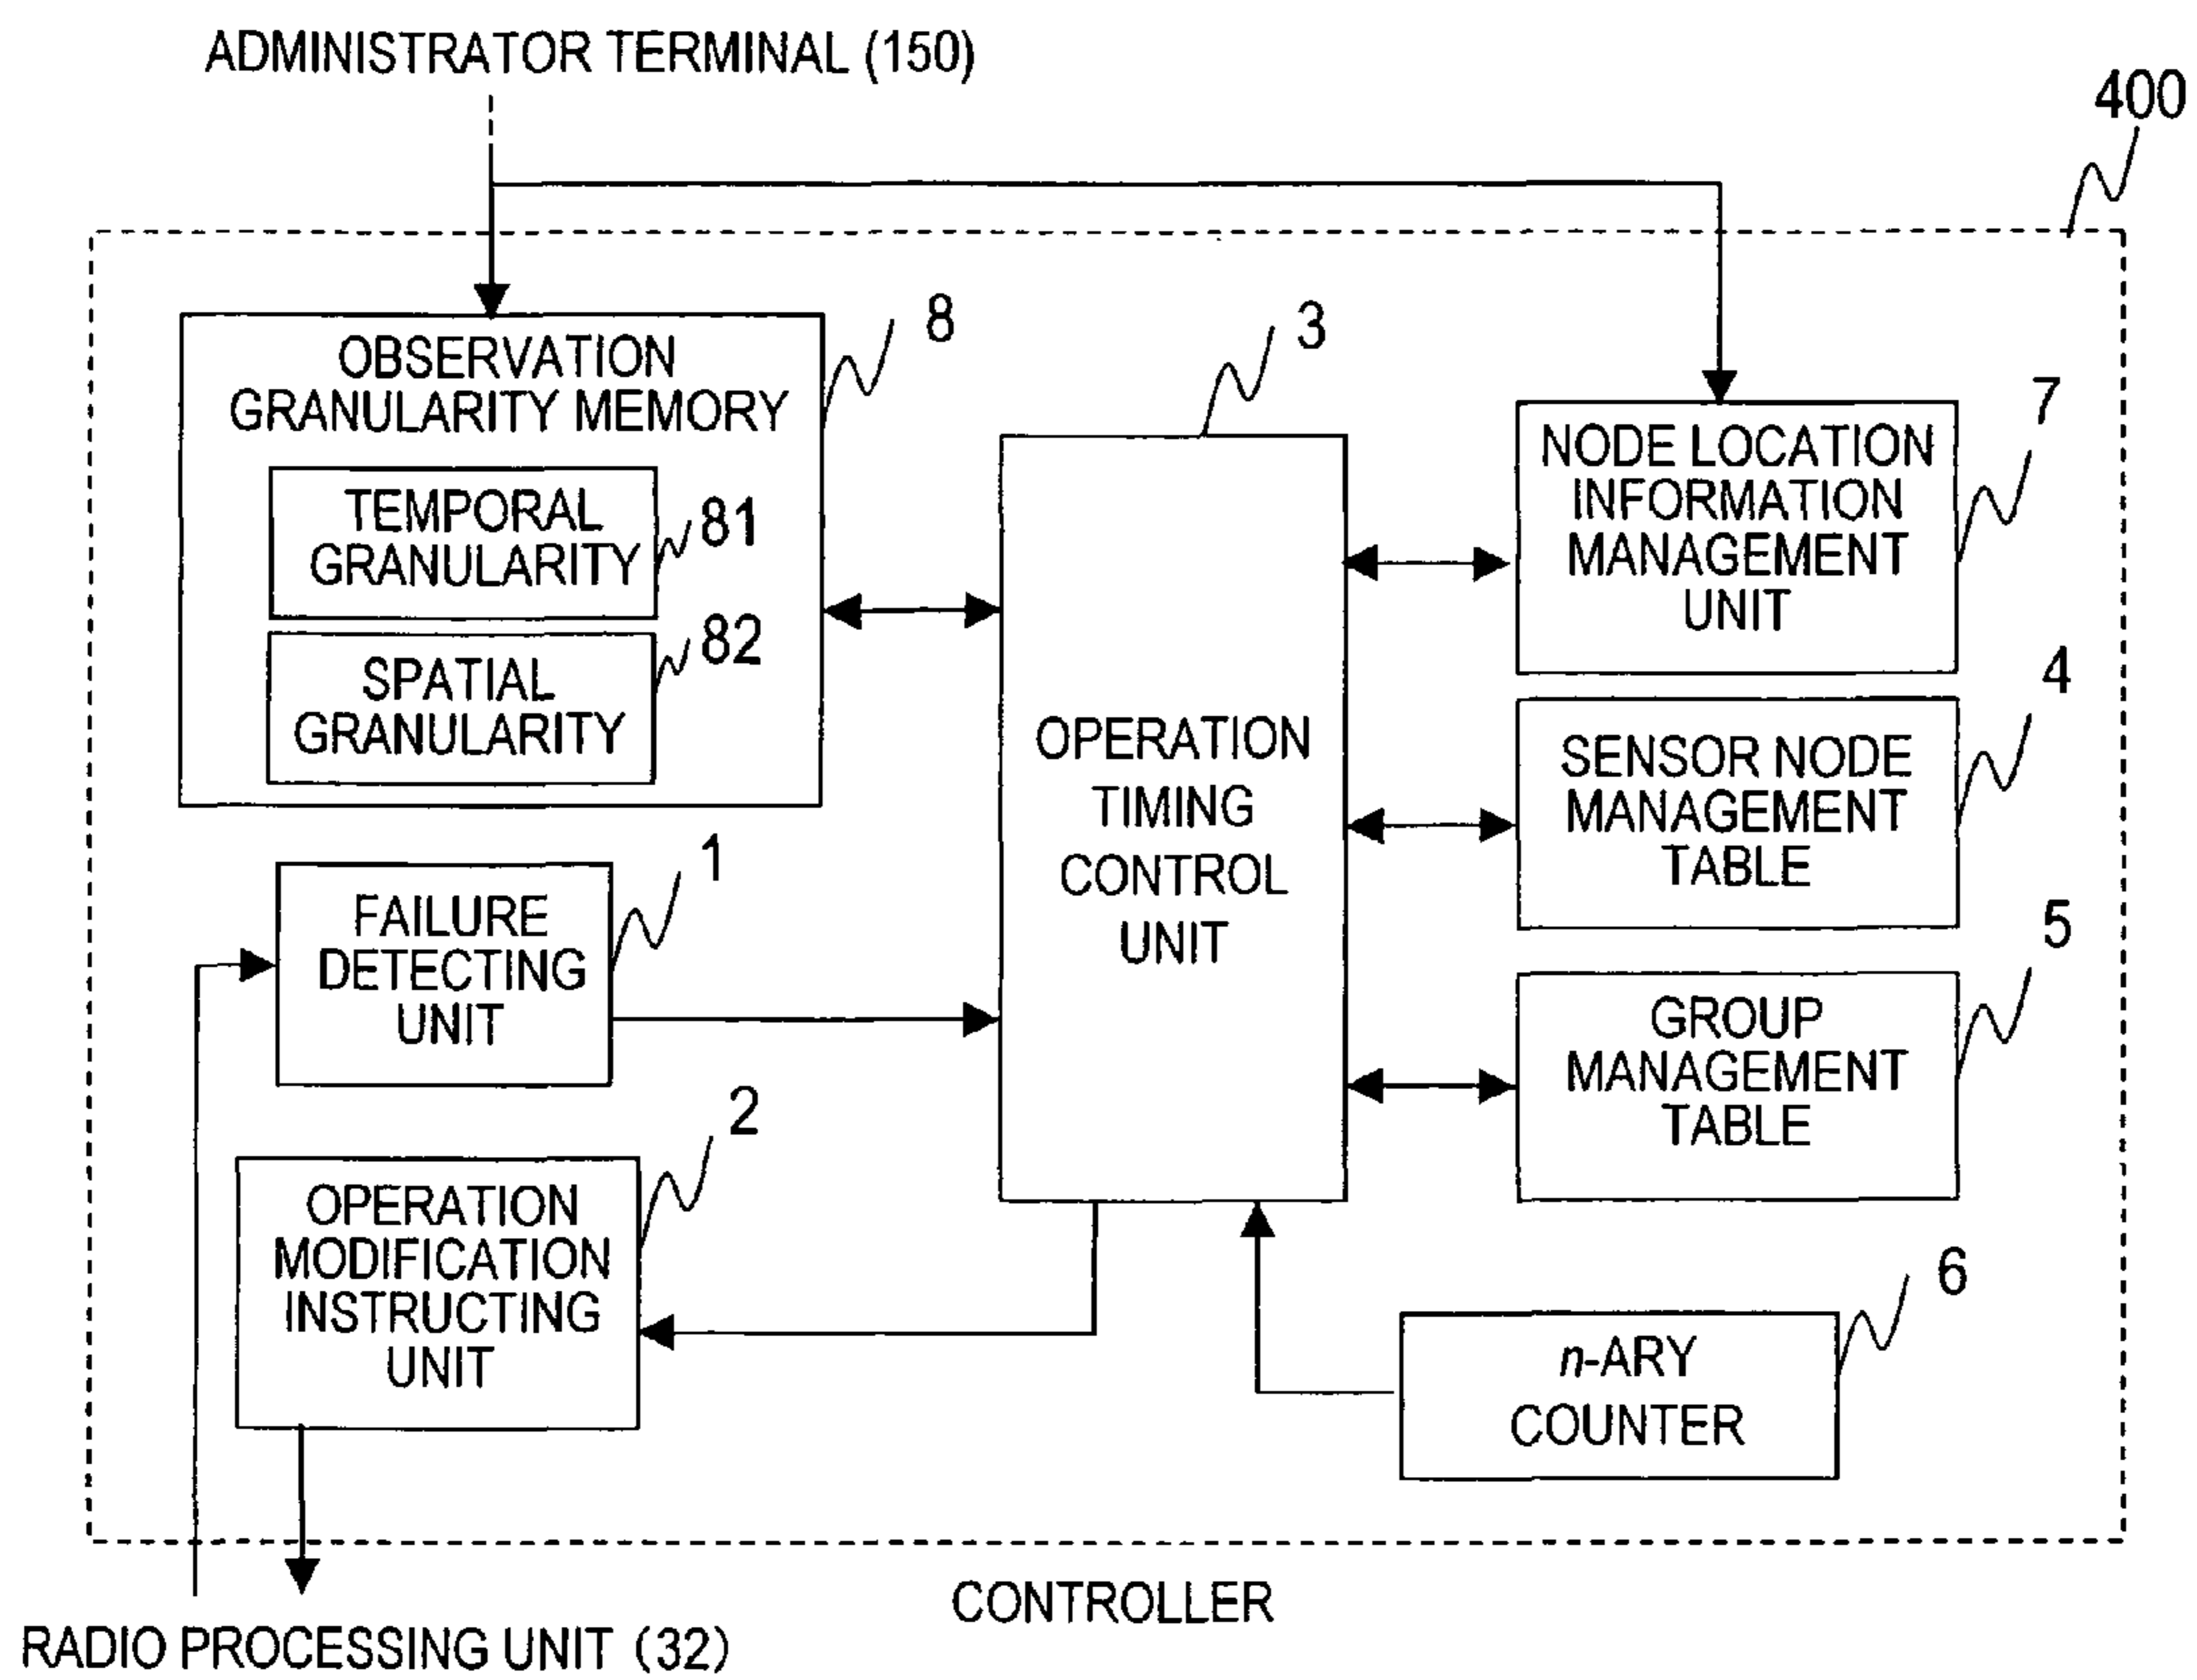 ADMINISTRATOR TERMINAL (150)
400
8
OBSERVATION
GRANULARITY MEMORY
TEMPORAL
GRANULARITY
81
SPATIAL
GRANULARITY
82
3
OPERATION
TIMING
CONTROL
UNIT
7
NODE LOCATION
INFORMATION
MANAGEMENT
UNIT
4
SENSOR NODE
MANAGEMENT
TABLE
5
GROUP
MANAGEMENT
TABLE
1
FAILURE
DETECTING
UNIT
2
OPERATION
MODIFICATION
INSTRUCTING
UNIT
6
n-ARY
COUNTER
CONTROLLER
RADIO PROCESSING UNIT (32)